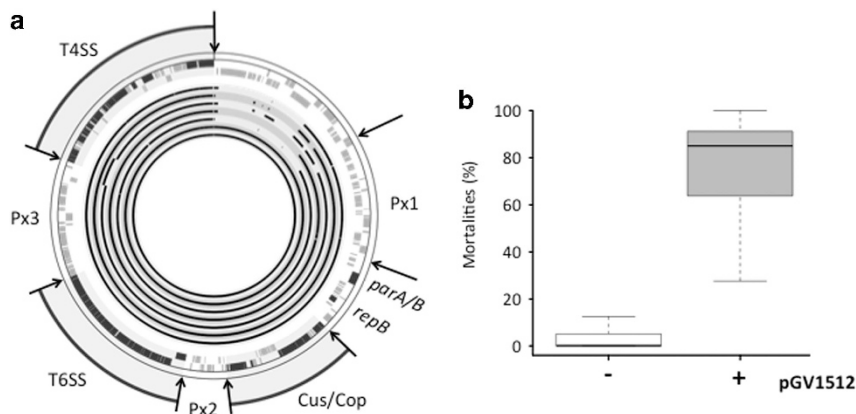 a
T4SS
Px1
Px3
parA/B
repB
T6SS
Px2
Cus/Cop
b
Mortalities (%)
100
80
60
40
20
0
- + pGV1512